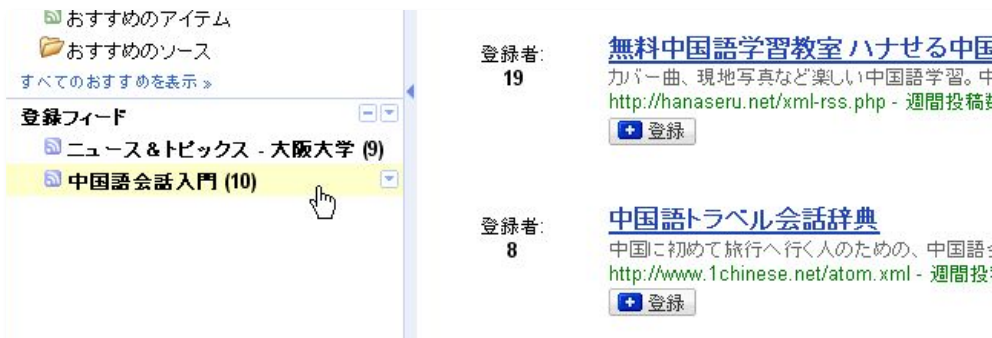 おすすめのアイテム
おすすめのソース
すべてのおすすめを表示 »
登録フィード
ニュース&トピックス - 大阪大学 (9)
中国語会話入門 (10)
登録者:
19
無料中国語学習教室 ハナせる中国
カバー曲、現地写真など楽しい中国語学習。中
http://hanaseru.net/xml-rss.php - 週間投稿数
登録
登録者:
8
中国語トラベル会話辞典
中国に初めて旅行へ行く人のための、中国語会
http://www.1chinese.net/atom.xml - 週間投稿
登録